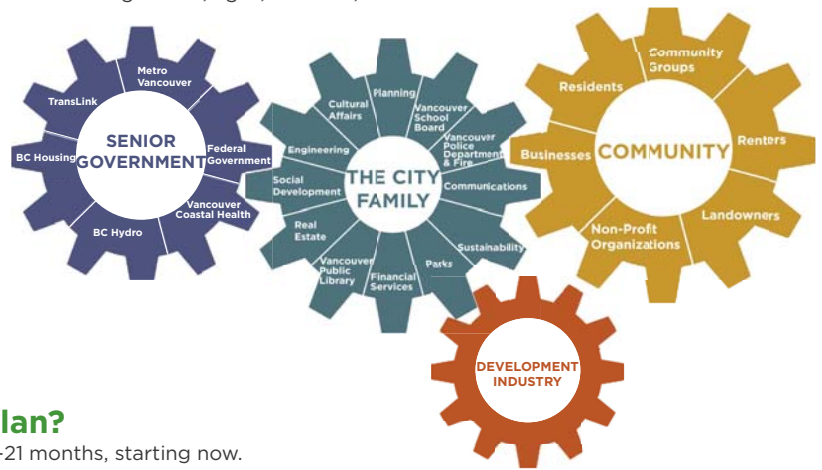 Metro
Vancouver
TransLink
BC Housing
SENIOR
GOVERNMENT
Federal
Government
Vancouver
Coastal Health
BC Hydro
Planning
Cultural
Affairs
Vancouver
School
Board
Vancouver
Police
Department
& Fire
Engineering
Social
Development
THE CITY
FAMILY
Communications
Real
Estate
Sustainability
Vancouver
Public
Library
Financial
Services
Parks
Community
Groups
Residents
Businesses
COMMUNITY
Renters
Landowners
Non-Profit
Organizations
DEVELOPMENT
INDUSTRY
lan?
-21 months, starting now.